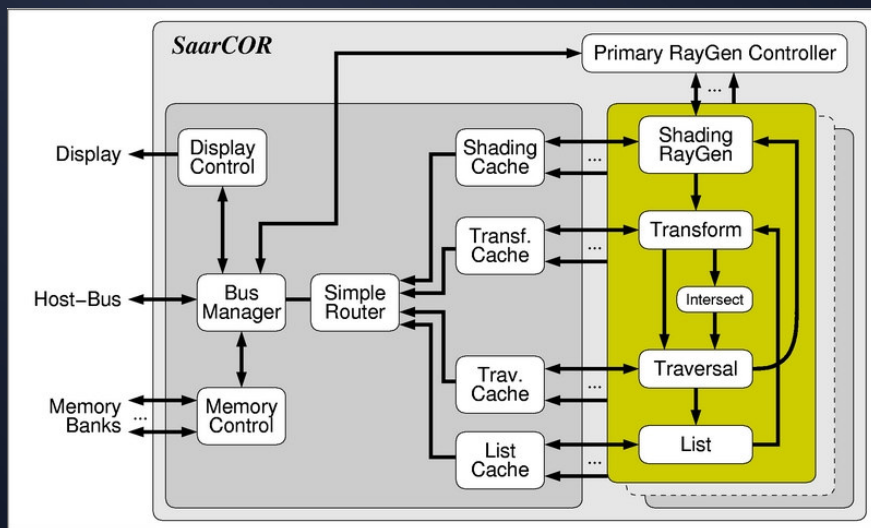 SaarCOR
Primary RayGen Controller
...
Display
Display
Control
Shading
Cache
...
Shading
RayGen
Transf.
Cache
...
Transform
Host-Bus
Bus
Manager
Simple
Router
Intersect
Trav.
Cache
...
Traversal
Memory
Banks
...
Memory
Control
List
Cache
...
List